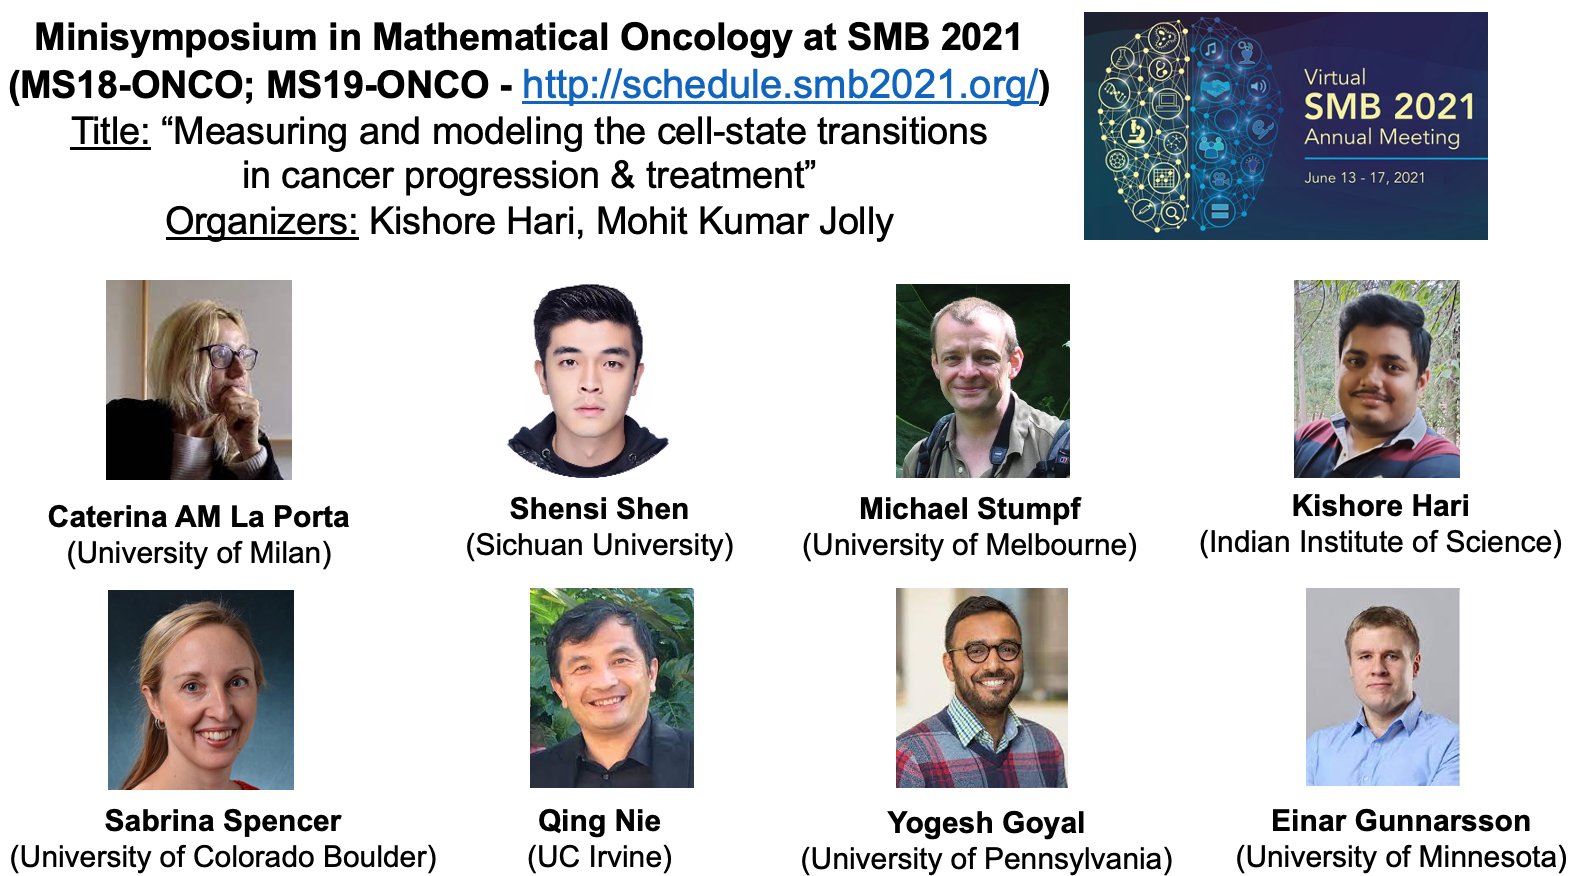 Minisymposium in Mathematical Oncology at SMB 2021
(MS18-ONCO; MS19-ONCO - http://schedule.smb2021.org/)
Title: “Measuring and modeling the cell-state transitions
in cancer progression & treatment”
Organizers: Kishore Hari, Mohit Kumar Jolly
Virtual
SMB 2021
Annual Meeting
June 13 - 17, 2021
Caterina AM La Porta
(University of Milan)
Shensi Shen
(Sichuan University)
Michael Stumpf
(University of Melbourne)
Kishore Hari
(Indian Institute of Science)
Sabrina Spencer
(University of Colorado Boulder)
Qing Nie
(UC Irvine)
Yogesh Goyal
(University of Pennsylvania)
Einar Gunnarsson
(University of Minnesota)